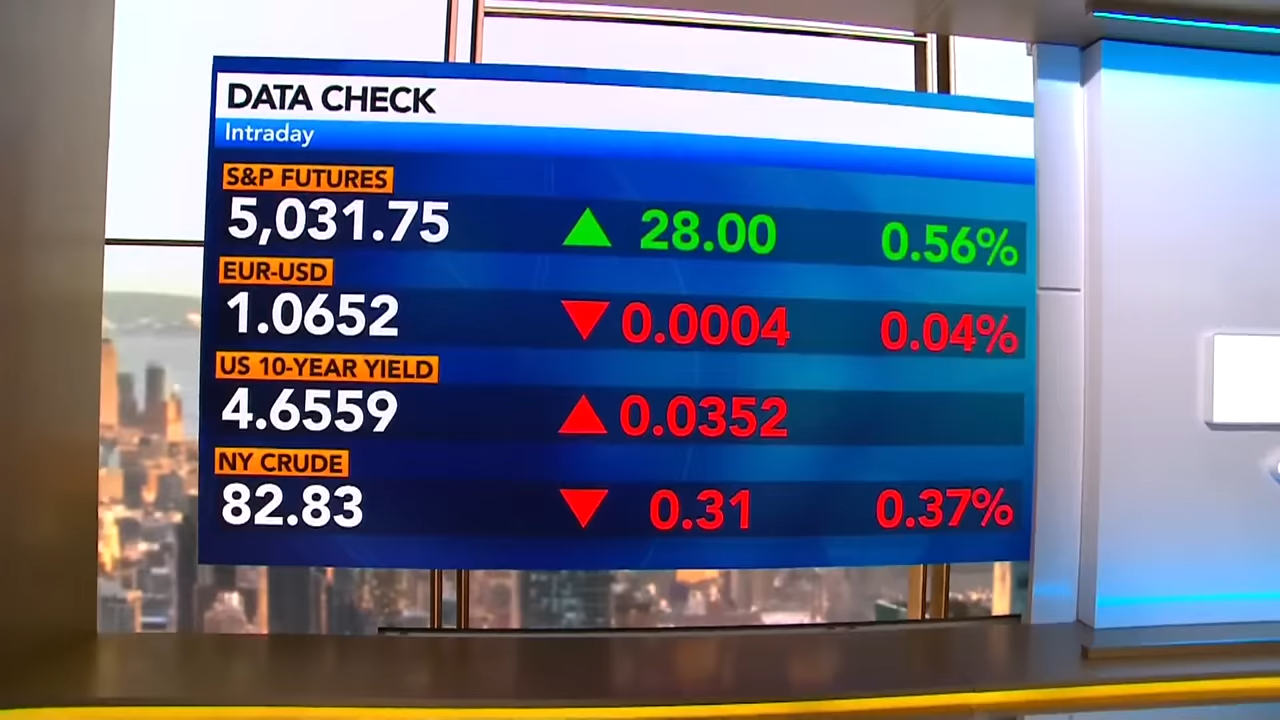 DATA CHECK
Intraday
S&P FUTURES
5,031.75 ▲ 28.00 0.56%
EUR-USD
1.0652 ▼ 0.0004 0.04%
US 10-YEAR YIELD
4.6559 ▲ 0.0352
NY CRUDE
82.83 ▼ 0.31 0.37%